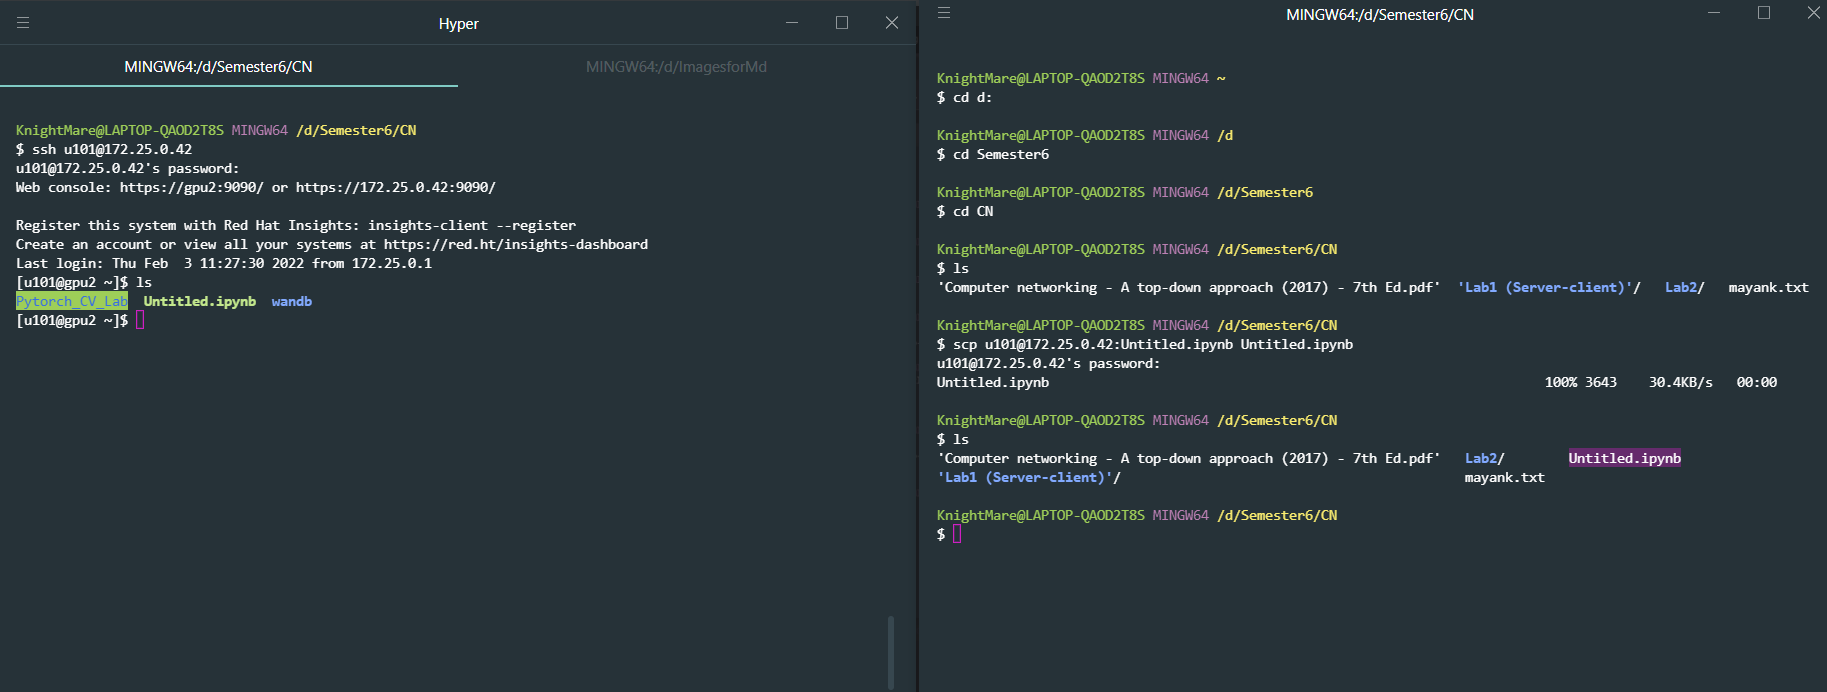 Hyper
MINGW64:/d/Semester6/CN
MINGW64:/d/ImagesforMd
KnightMare@LAPTOP-QAOD2T8S MINGW64 /d/Semester6/CN
$ ssh u101@172.25.0.42
u101@172.25.0.42's password:
Web console: https://gpu2:9090/ or https://172.25.0.42:9090/
Register this system with Red Hat Insights: insights-client --register
Create an account or view all your systems at https://red.ht/insights-dashboard
Last login: Thu Feb  3 11:27:30 2022 from 172.25.0.1
[u101@gpu2 ~]$ ls
Pytorch_CV_Lab  Untitled.ipynb  wandb
[u101@gpu2 ~]$
MINGW64:/d/Semester6/CN
KnightMare@LAPTOP-QAOD2T8S MINGW64 ~
$ cd d:
KnightMare@LAPTOP-QAOD2T8S MINGW64 /d
$ cd Semester6
KnightMare@LAPTOP-QAOD2T8S MINGW64 /d/Semester6
$ cd CN
KnightMare@LAPTOP-QAOD2T8S MINGW64 /d/Semester6/CN
$ ls
'Computer networking - A top-down approach (2017) - 7th Ed.pdf'  'Lab1 (Server-client)'/   Lab2/   mayank.txt
KnightMare@LAPTOP-QAOD2T8S MINGW64 /d/Semester6/CN
$ scp u101@172.25.0.42:Untitled.ipynb Untitled.ipynb
u101@172.25.0.42's password:
Untitled.ipynb  100% 3643  30.4KB/s  00:00
KnightMare@LAPTOP-QAOD2T8S MINGW64 /d/Semester6/CN
$ ls
'Computer networking - A top-down approach (2017) - 7th Ed.pdf'   Lab2/  Untitled.ipynb
'Lab1 (Server-client)'/  mayank.txt
KnightMare@LAPTOP-QAOD2T8S MINGW64 /d/Semester6/CN
$